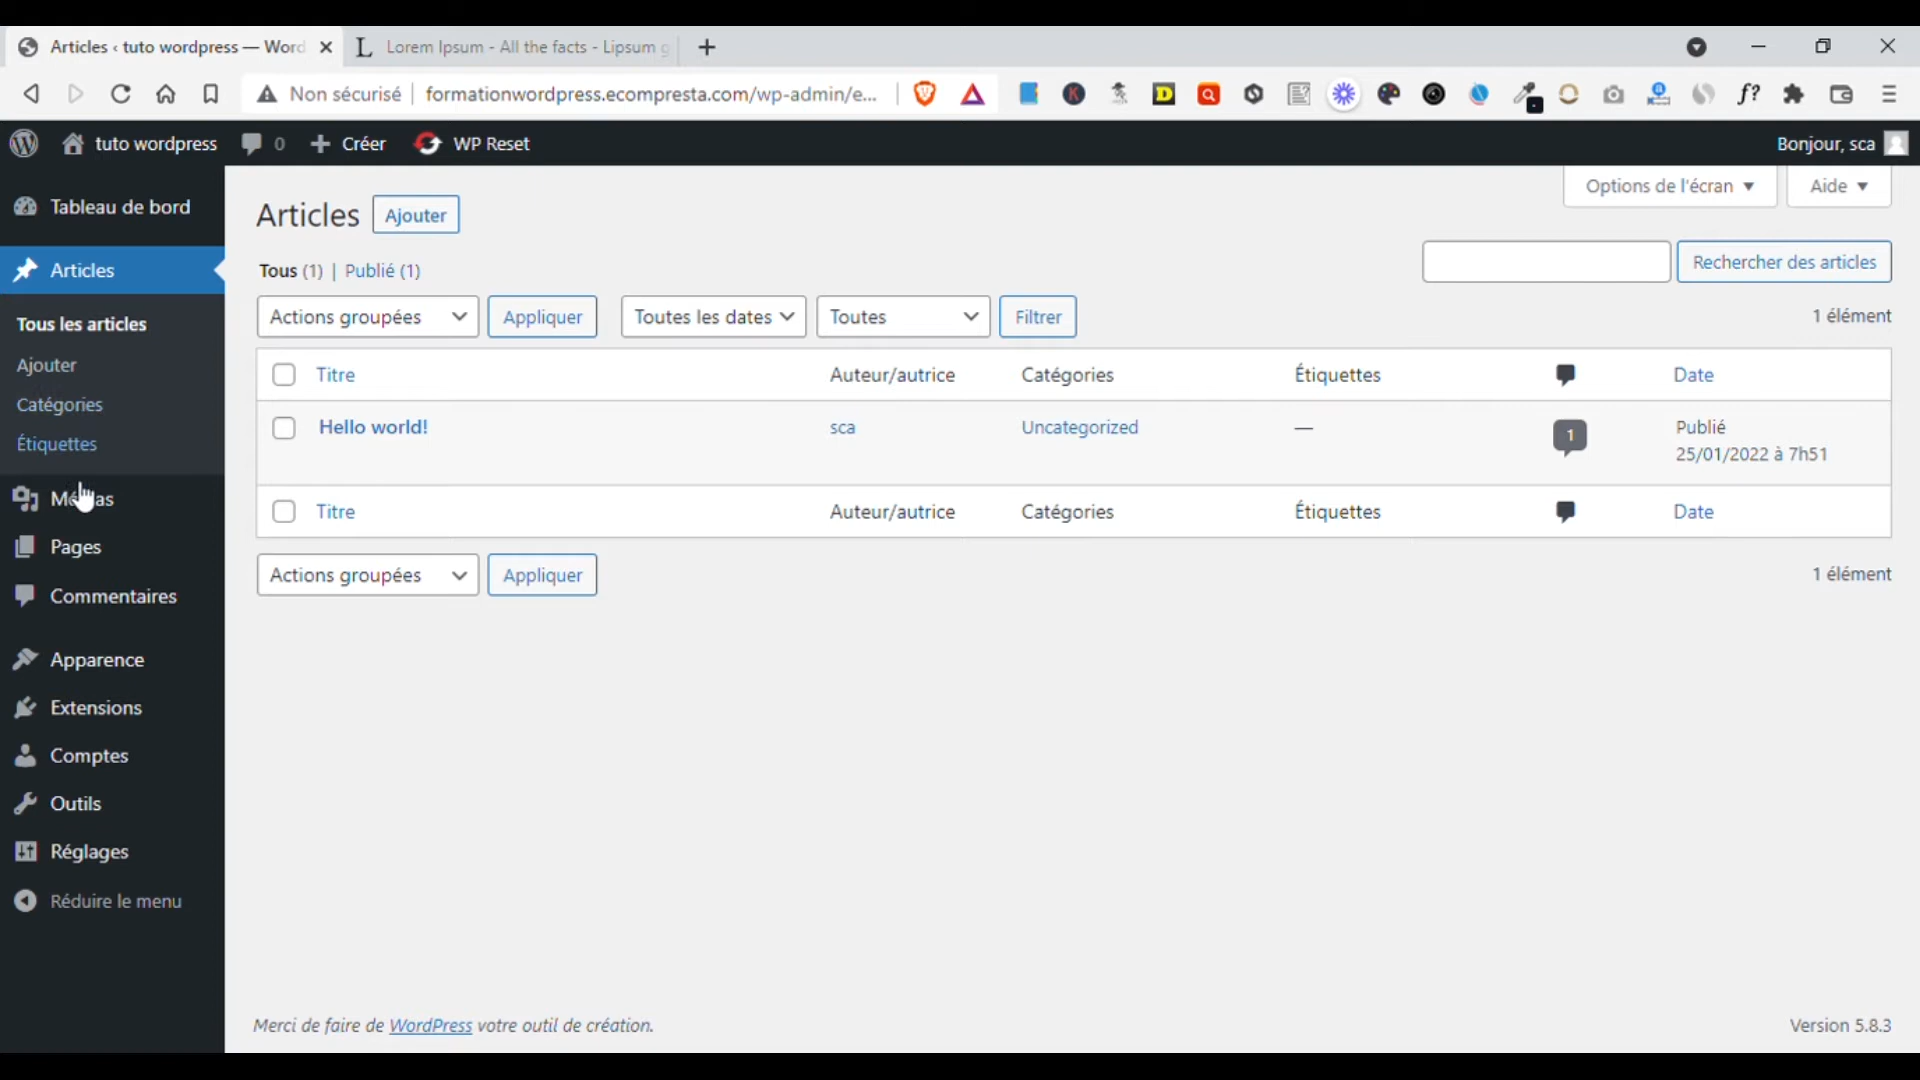 Articles ‹ tuto wordpress — Word
Lorem Ipsum - All the facts - Lipsum g
Non sécurisé
formationwordpress.ecompresta.com/wp-admin/e...
tuto wordpress
0
Créer
WP Reset
Bonjour, sca
Tableau de bord
Articles
Tous les articles
Ajouter
Catégories
Étiquettes
Pages
Commentaires
Apparence
Extensions
Comptes
Outils
Réglages
Réduire le menu
Options de l'écran
Aide
Articles
Ajouter
Tous (1) | Publié (1)
Rechercher des articles
Actions groupées
Appliquer
Toutes les dates
Toutes
Filtrer
1 élément
Titre
Auteur/autrice
Catégories
Étiquettes
Date
Hello world!
sca
Uncategorized
—
1
Publié
25/01/2022 à 7h51
Titre
Auteur/autrice
Catégories
Étiquettes
Date
Actions groupées
Appliquer
1 élément
Merci de faire de WordPress votre outil de création.
Version 5.8.3